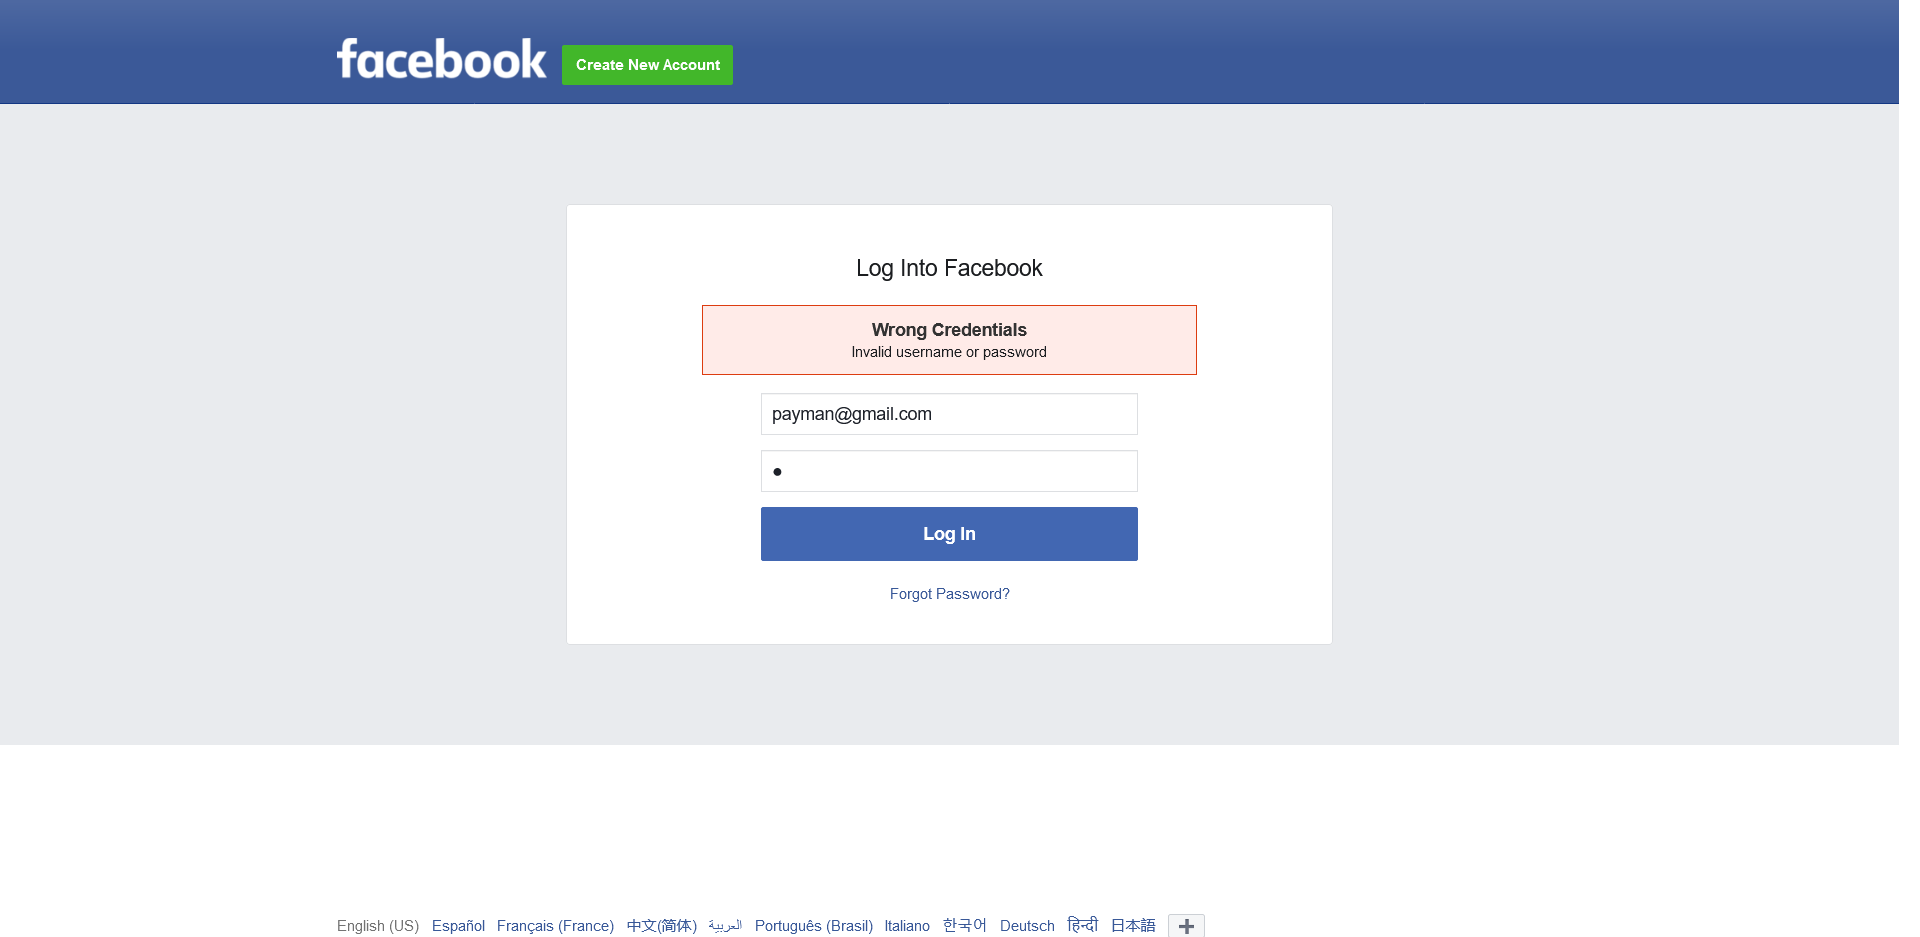 facebook Create New Account
Log Into Facebook
Wrong Credentials
Invalid username or password
payman@gmail.com
●
Log In
Forgot Password?
English (US) Español Français (France) 中文(简体) العربية Português (Brasil) Italiano 한국어 Deutsch हिन्दी 日本語